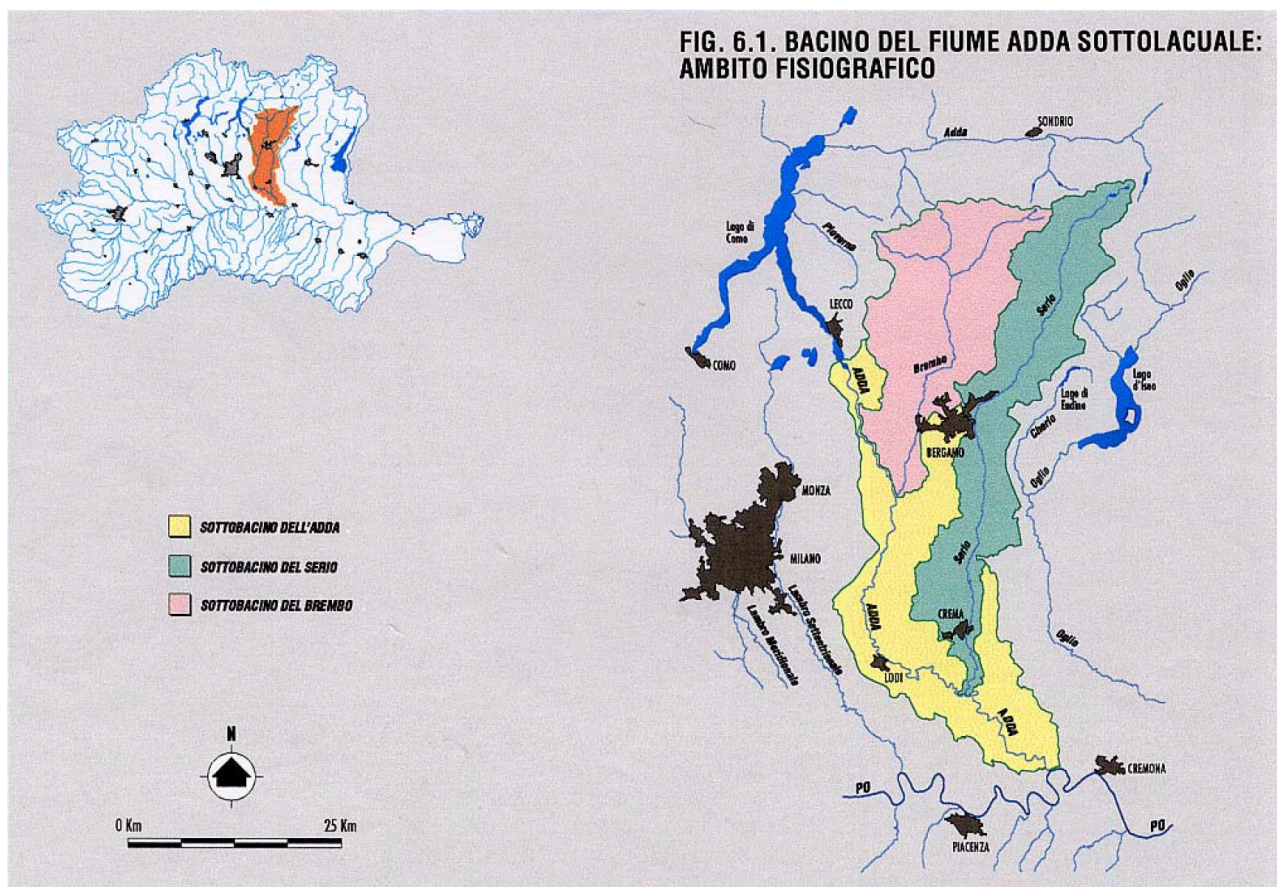 FIG. 6.1. BACINO DEL FIUME ADDA SOTTOLACUALE:
AMBITO FISIOGRAFICO
Adda
SONDRIO
Lago di
Como
Pioverna
Serio
Oglio
LECCO
COMO
ADDA
Brembo
Lago
d'Iseo
Lago di
Endine
Cherio
BERGAMO
Oglio
MONZA
SOTTOBACINO DELL'ADDA
SOTTOBACINO DEL SERIO
SOTTOBACINO DEL BREMBO
MILANO
Serio
Lambro Settentrionale
Lambro Meridionale
ADDA
CREMA
Oglio
LODI
ADDA
N
CREMONA
PO
PO
0 Km
25 Km
PIACENZA